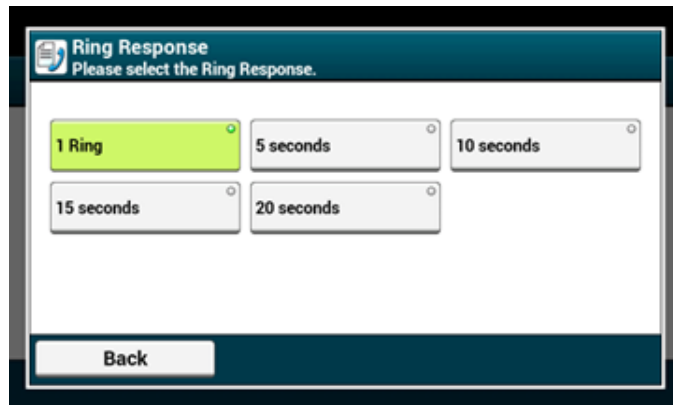 Ring Response
Please select the Ring Response.
1 Ring
5 seconds
10 seconds
15 seconds
20 seconds
Back